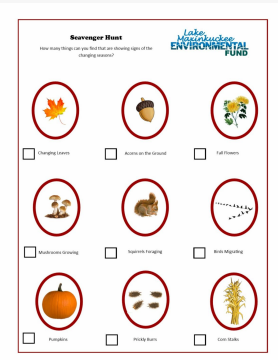 Scavenger Hunt
How many things can you find that are showing signs of the
changing seasons?
Lake
Maxinkuckee
ENVIRONMENTAL
FUND
Changing Leaves
Acorns on the Ground
Fall Flowers
Mushrooms Growing
Squirrels Foraging
Birds Migrating
Pumpkins
Prickly Burrs
Corn Stalks